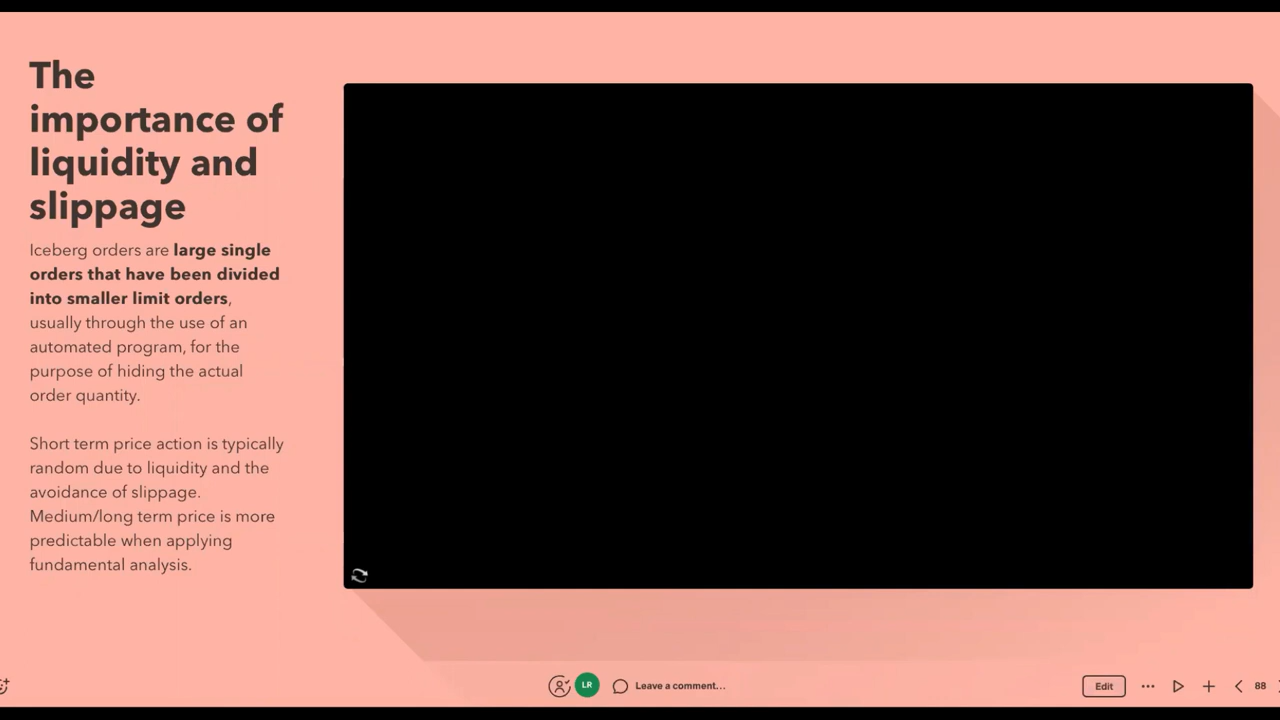 The
importance of
liquidity and
slippage
Iceberg orders are large single
orders that have been divided
into smaller limit orders,
usually through the use of an
automated program, for the
purpose of hiding the actual
order quantity.
Short term price action is typically
random due to liquidity and the
avoidance of slippage.
Medium/long term price is more
predictable when applying
fundamental analysis.
LR
Leave a comment...
Edit
88